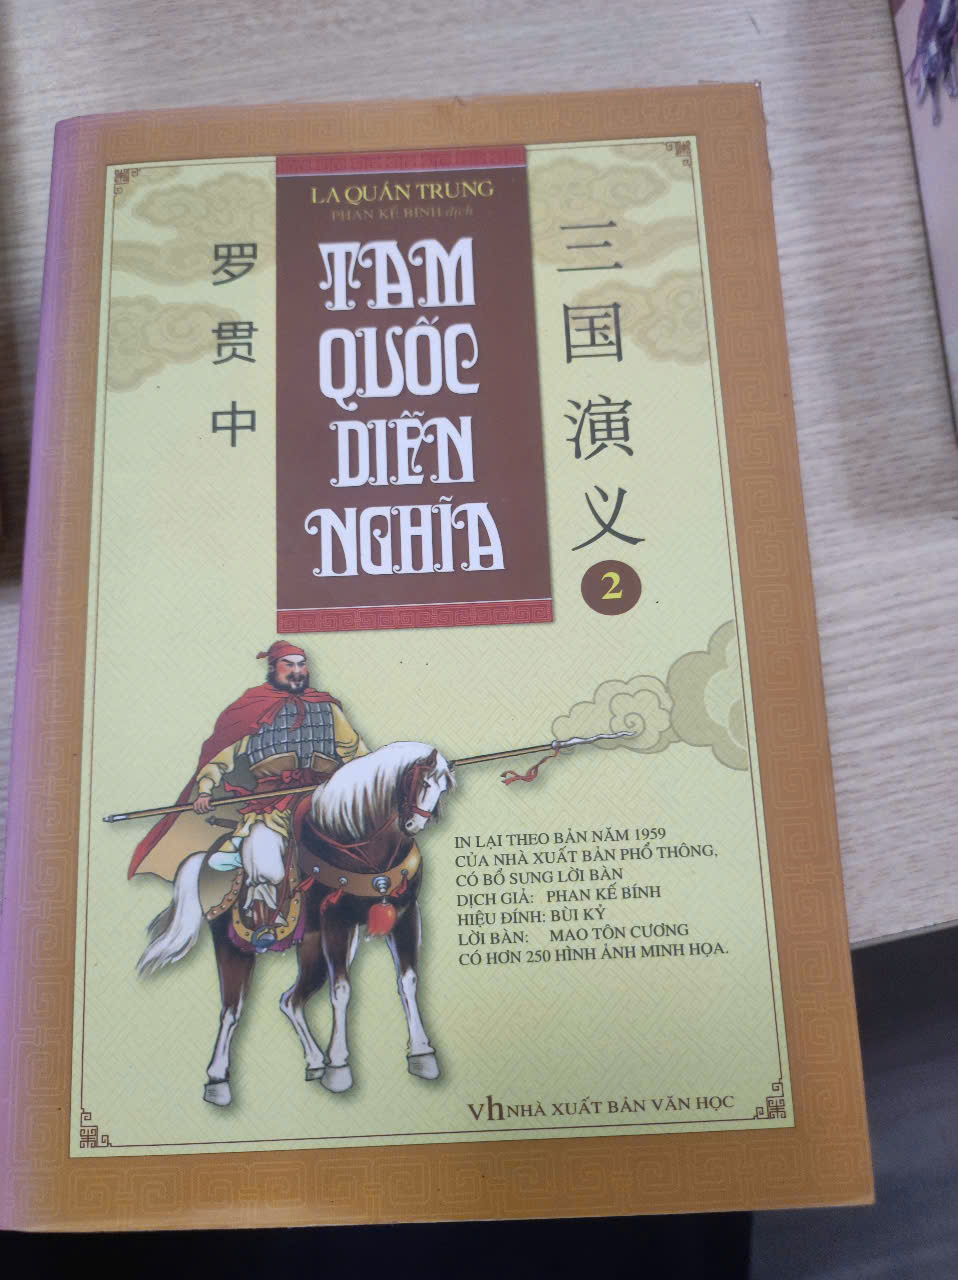 LA QUÁN TRUNG
PHAN KẾ BÍNH dịch
TAM
QUỐC
DIỄN
NGHĨA
罗贯中
三国演义
2
IN LẠI THEO BẢN NĂM 1959
CỦA NHÀ XUẤT BẢN PHỔ THÔNG,
CÓ BỔ SUNG LỜI BÀN
DỊCH GIẢ: PHAN KẾ BÍNH
HIỆU ĐÍNH: BÙI KỶ
LỜI BÀN: MAO TÔN CƯƠNG
CÓ HƠN 250 HÌNH ẢNH MINH HỌA.
vh NHÀ XUẤT BẢN VĂN HỌC